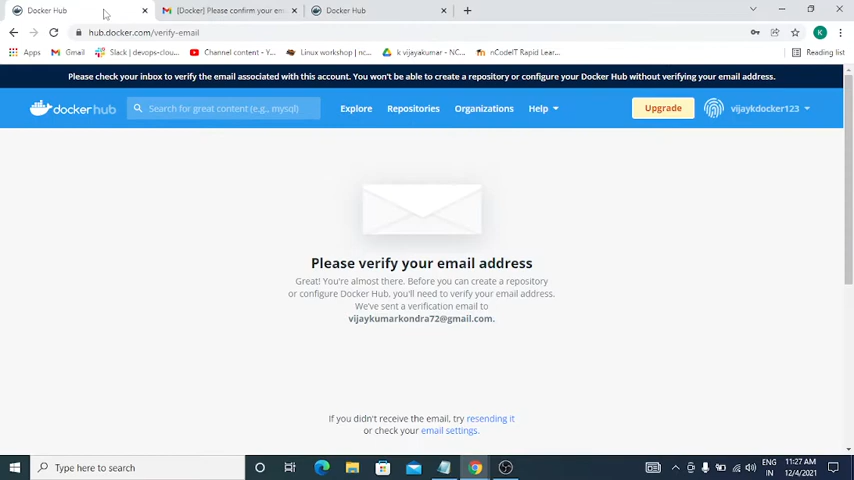 Docker Hub
[Docker] Please confirm your em
Docker Hub
hub.docker.com/verify-email
Apps
Gmail
Slack | devops-clou...
Channel content - Y...
Linux workshop | nc...
k vijayakumar - NC...
nCodeIT Rapid Lear...
Reading list
K
Please check your inbox to verify the email associated with this account. You won't be able to create a repository or configure your Docker Hub without verifying your email address.
docker hub
Search for great content (e.g., mysql)
Explore
Repositories
Organizations
Help
Upgrade
vijaykdocker123
Please verify your email address
Great! You're almost there. Before you can create a repository
or configure Docker Hub, you'll need to verify your email address.
We've sent a verification email to
vijaykumarkondra72@gmail.com.
If you didn't receive the email, try resending it
or check your email settings.
Type here to search
ENG
IN
11:27 AM
12/4/2021